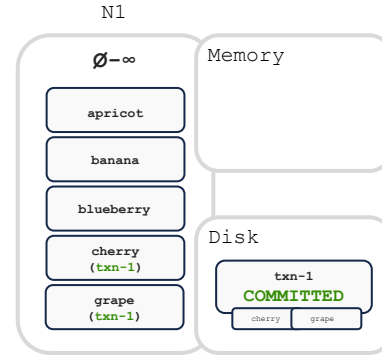 N1
Ø-∞
apricot
banana
blueberry
cherry
(txn-1)
grape
(txn-1)
Memory
Disk
txn-1
COMMITTED
cherry grape